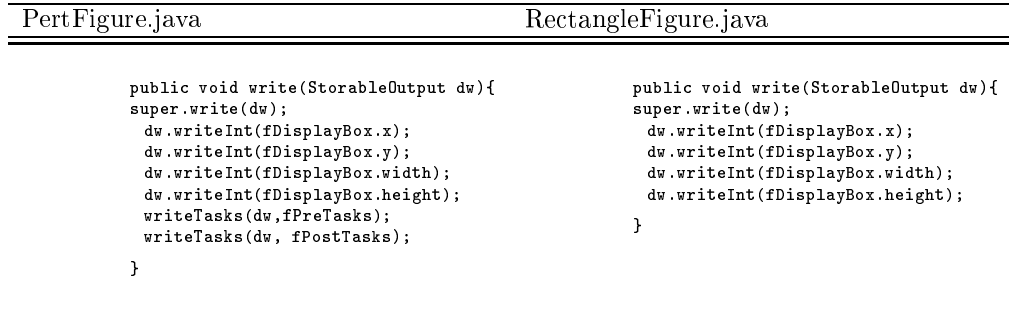 PertFigure.java
RectangleFigure.java
public void write(StorableOutput dw){
super.write(dw);
dw.writeInt(fDisplayBox.x);
dw.writeInt(fDisplayBox.y);
dw.writeInt(fDisplayBox.width);
dw.writeInt(fDisplayBox.height);
writeTasks(dw,fPreTasks);
writeTasks(dw, fPostTasks);
}
public void write(StorableOutput dw){
super.write(dw);
dw.writeInt(fDisplayBox.x);
dw.writeInt(fDisplayBox.y);
dw.writeInt(fDisplayBox.width);
dw.writeInt(fDisplayBox.height);
}